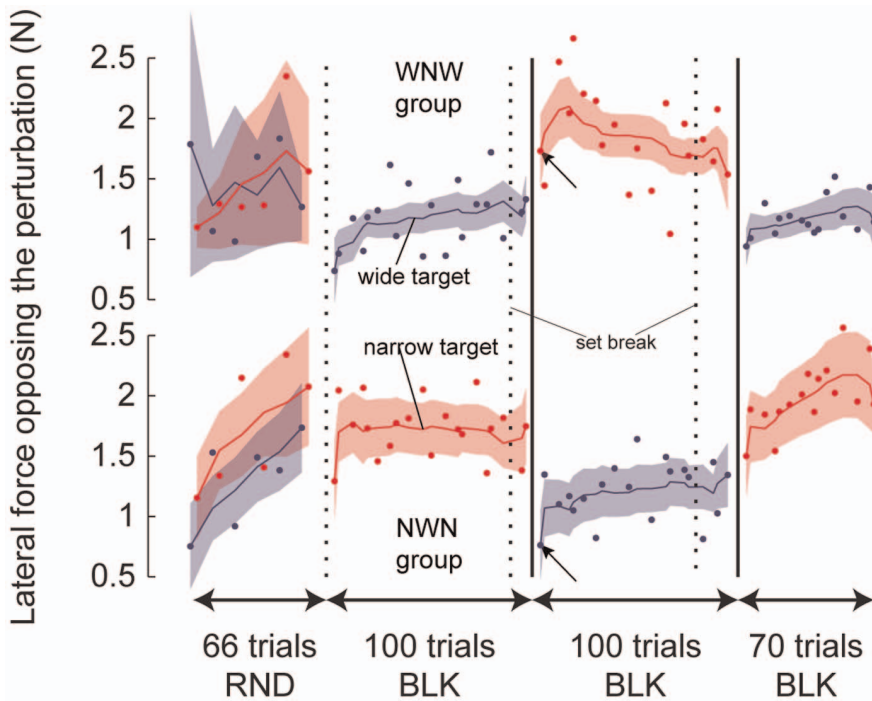 Lateral force opposing the perturbation (N)
2.5
2
1.5
1
0.5
WNW
group
wide target
set break
2.5
2
1.5
1
0.5
narrow target
NWN
group
66 trials
RND
100 trials
BLK
100 trials
BLK
70 trials
BLK